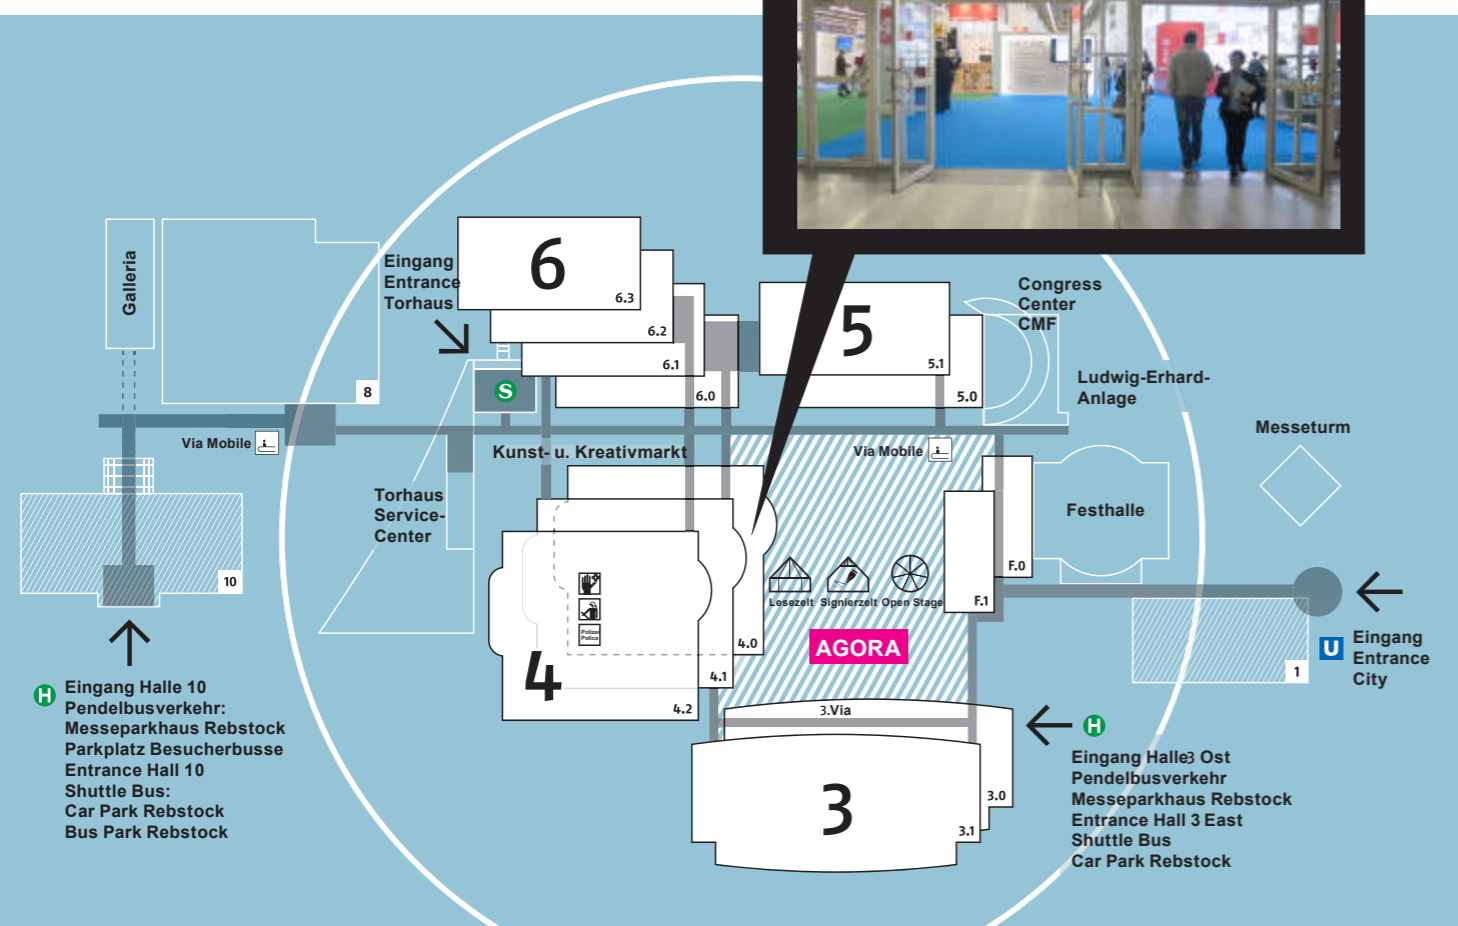 Galleria
8
Via Mobile
10
H
Eingang Halle 10
Pendelbusverkehr:
Messeparkhaus Rebstock
Parkplatz Besucherbusse
Entrance Hall 10
Shuttle Bus:
Car Park Rebstock
Bus Park Rebstock
Eingang
Entrance
Torhaus
S
6
6.3
6.2
6.1
6.0
5
5.1
5.0
Congress
Center
CMF
Ludwig-Erhard-
Anlage
Messeturm
Kunst- u. Kreativmarkt
Via Mobile
Torhaus
Service-
Center
Festhalle
F.0
F.1
Lesezelt Signierzelt Open Stage
AGORA
Polizei
Police
4
4.0
4.1
4.2
3.Via
3
3.0
3.1
1
U
Eingang
Entrance
City
H
Eingang Halle3 Ost
Pendelbusverkehr
Messeparkhaus Rebstock
Entrance Hall 3 East
Shuttle Bus
Car Park Rebstock